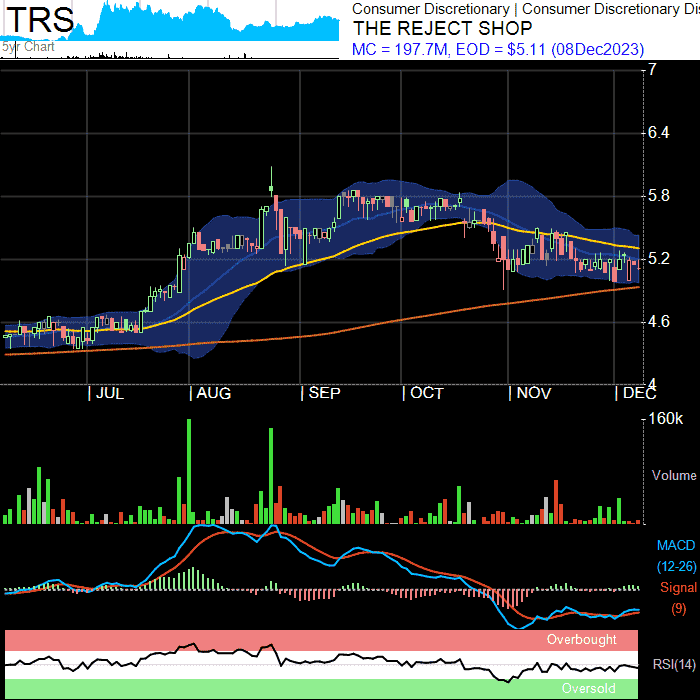 TRS
5yr Chart
Consumer Discretionary | Consumer Discretionary Dis
THE REJECT SHOP
MC = 197.7M, EOD = $5.11 (08Dec2023)
7
6.4
5.8
5.2
4.6
4
| JUL | AUG | SEP | OCT | NOV | DEC
160k
Volume
MACD
(12-26)
Signal
(9)
Overbought
RSI(14)
Oversold